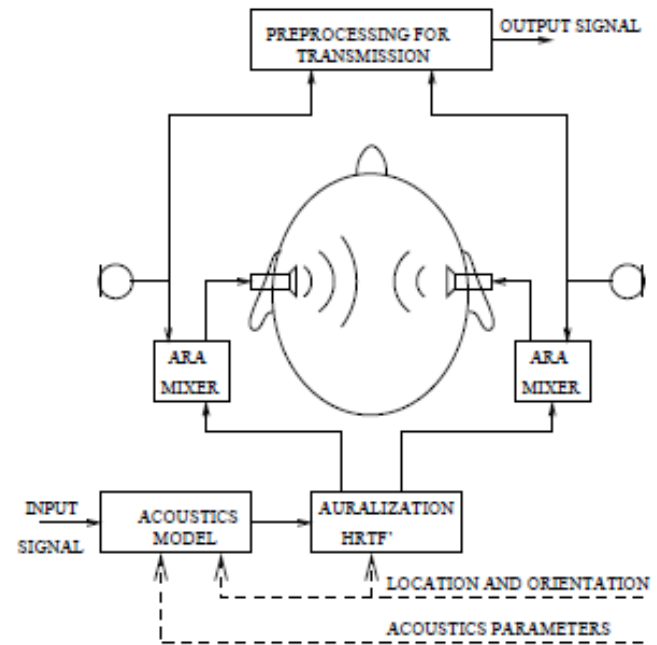 PREPROCESSING FOR
TRANSMISSION
OUTPUT SIGNAL
ARA
MIXER
ARA
MIXER
INPUT
SIGNAL
ACOUSTICS
MODEL
AURALIZATION
HRTF'
LOCATION AND ORIENTATION
ACOUSTICS PARAMETERS